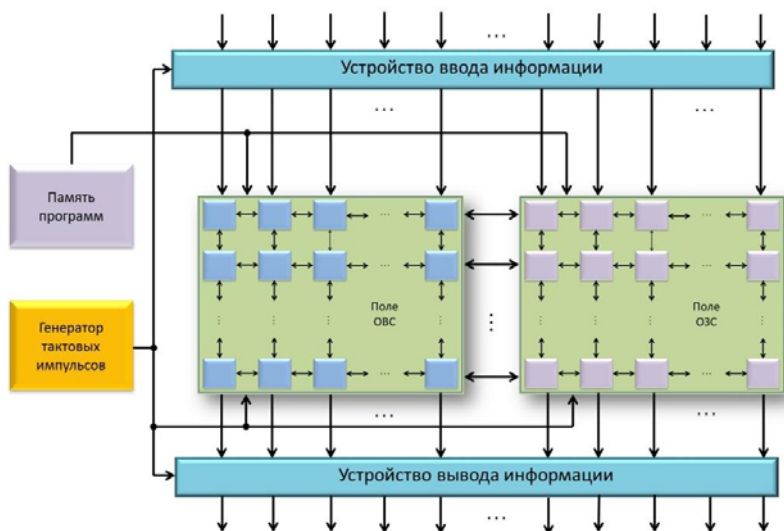 Устройство ввода информации
Память
программ
Генератор
тактовых
импульсов
Поле
ОВС
Поле
ОЗС
Устройство вывода информации